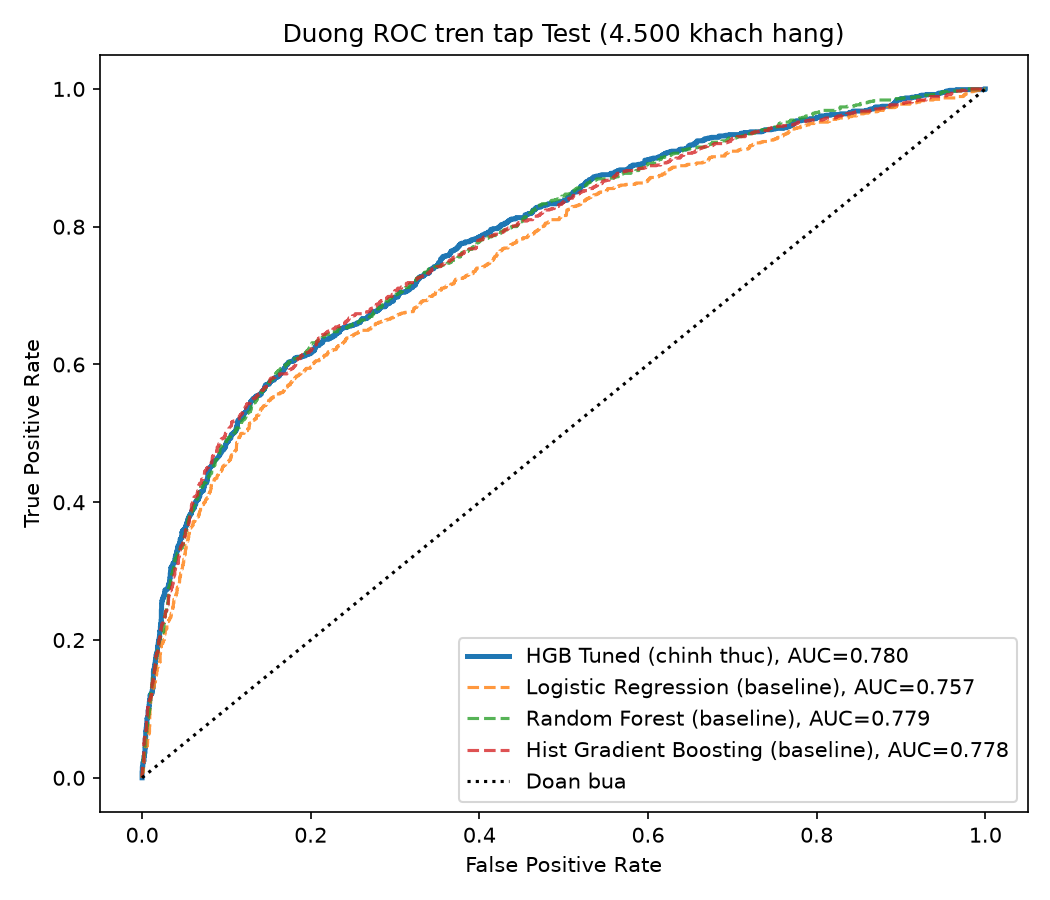 Duong ROC tren tap Test (4.500 khach hang)
True Positive Rate
1.0
0.8
0.6
0.4
0.2
0.0
HGB Tuned (chinh thuc), AUC=0.780
Logistic Regression (baseline), AUC=0.757
Random Forest (baseline), AUC=0.779
Hist Gradient Boosting (baseline), AUC=0.778
Doan bua
0.0 0.2 0.4 0.6 0.8 1.0
False Positive Rate